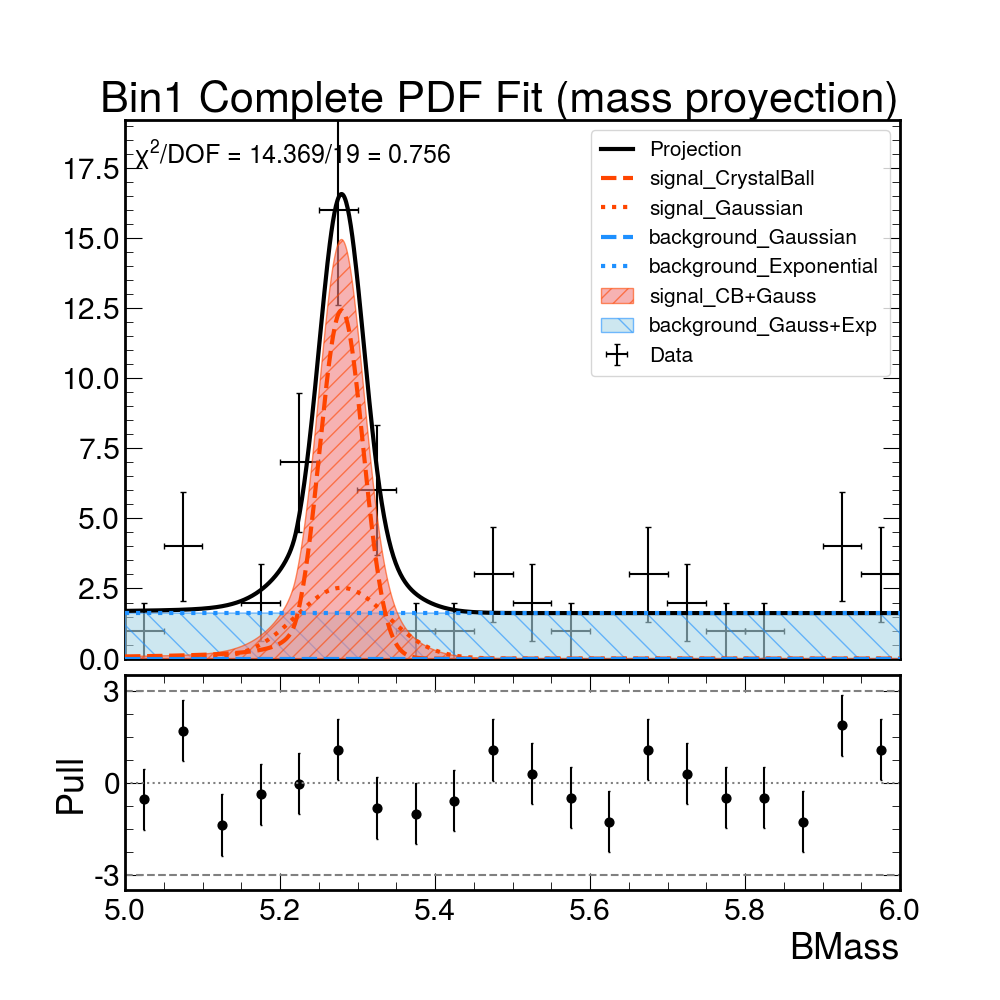 Bin1 Complete PDF Fit (mass proyection)
χ²/DOF = 14.369/19 = 0.756
Projection
signal_CrystalBall
signal_Gaussian
background_Gaussian
background_Exponential
signal_CB+Gauss
background_Gauss+Exp
Data
17.5
15.0
12.5
10.0
7.5
5.0
2.5
0.0
3
0
-3
Pull
5.0 5.2 5.4 5.6 5.8 6.0
BMass